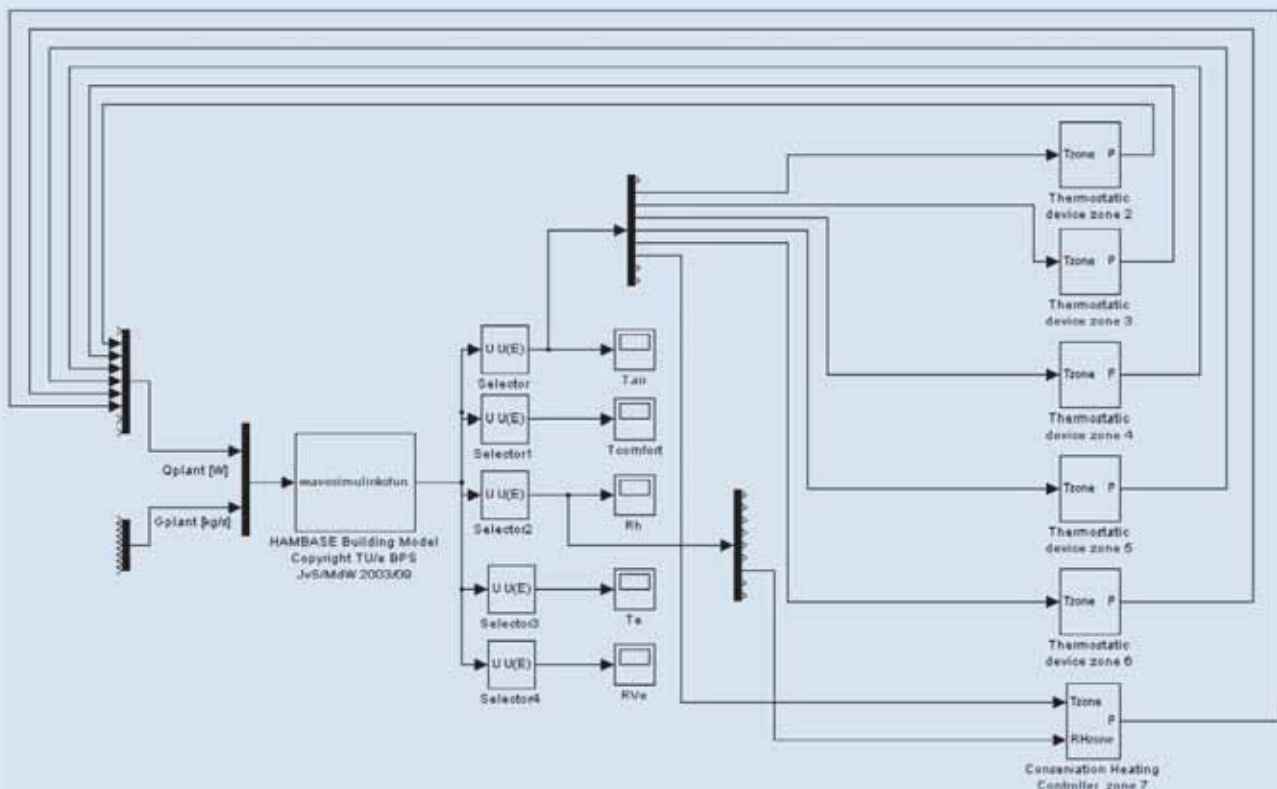 Tzone P
Thermostatic
device zone 2
Tzone P
Thermostatic
device zone 3
U U(E)
Selector
Tair
Tzone P
Thermostatic
device zone 4
U U(E)
Selector1
Tcomfort
Qplant [W]
wavosimulinksfun
U U(E)
Selector2
Rh
Tzone P
Thermostatic
device zone 5
Gplant [kg/s]
HAMBASE Building Model
Copyright TU/e BPS
JvS/MdW 2003/09
U U(E)
Selector3
Te
Tzone P
Thermostatic
device zone 6
U U(E)
Selector4
RVe
Tzone
P
RHzone
Conservation Heating
Controller zone 7